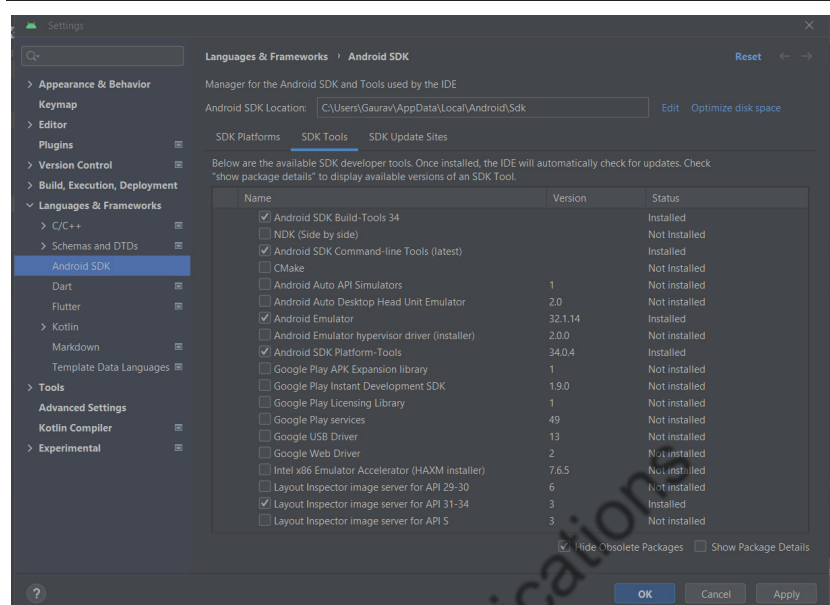 Settings
Languages & Frameworks › Android SDK Reset
Appearance & Behavior
Keymap
Editor
Plugins
Version Control
Build, Execution, Deployment
Languages & Frameworks
C/C++
Schemas and DTDs
Android SDK
Dart
Flutter
Kotlin
Markdown
Template Data Languages
Tools
Advanced Settings
Kotlin Compiler
Experimental
Manager for the Android SDK and Tools used by the IDE
Android SDK Location: C:\Users\Gaurav\AppData\Local\Android\Sdk Edit Optimize disk space
SDK Platforms SDK Tools SDK Update Sites
Below are the available SDK developer tools. Once installed, the IDE will automatically check for updates. Check
"show package details" to display available versions of an SDK Tool.
Name Version Status
Android SDK Build-Tools 34 Installed
NDK (Side by side) Not Installed
Android SDK Command-line Tools (latest) Installed
CMake Not Installed
Android Auto API Simulators 1 Not installed
Android Auto Desktop Head Unit Emulator 2.0 Not installed
Android Emulator 32.1.14 Installed
Android Emulator hypervisor driver (installer) 2.0.0 Not installed
Android SDK Platform-Tools 34.0.4 Installed
Google Play APK Expansion library 1 Not installed
Google Play Instant Development SDK 1.9.0 Not installed
Google Play Licensing Library 1 Not installed
Google Play services 49 Not installed
Google USB Driver 13 Not installed
Google Web Driver 2 Not installed
Intel x86 Emulator Accelerator (HAXM installer) 7.6.5 Not installed
Layout Inspector image server for API 29-30 6 Not installed
Layout Inspector image server for API 31-34 3 Installed
Layout Inspector image server for API S 3 Not installed
Hide Obsolete Packages Show Package Details
? OK Cancel Apply